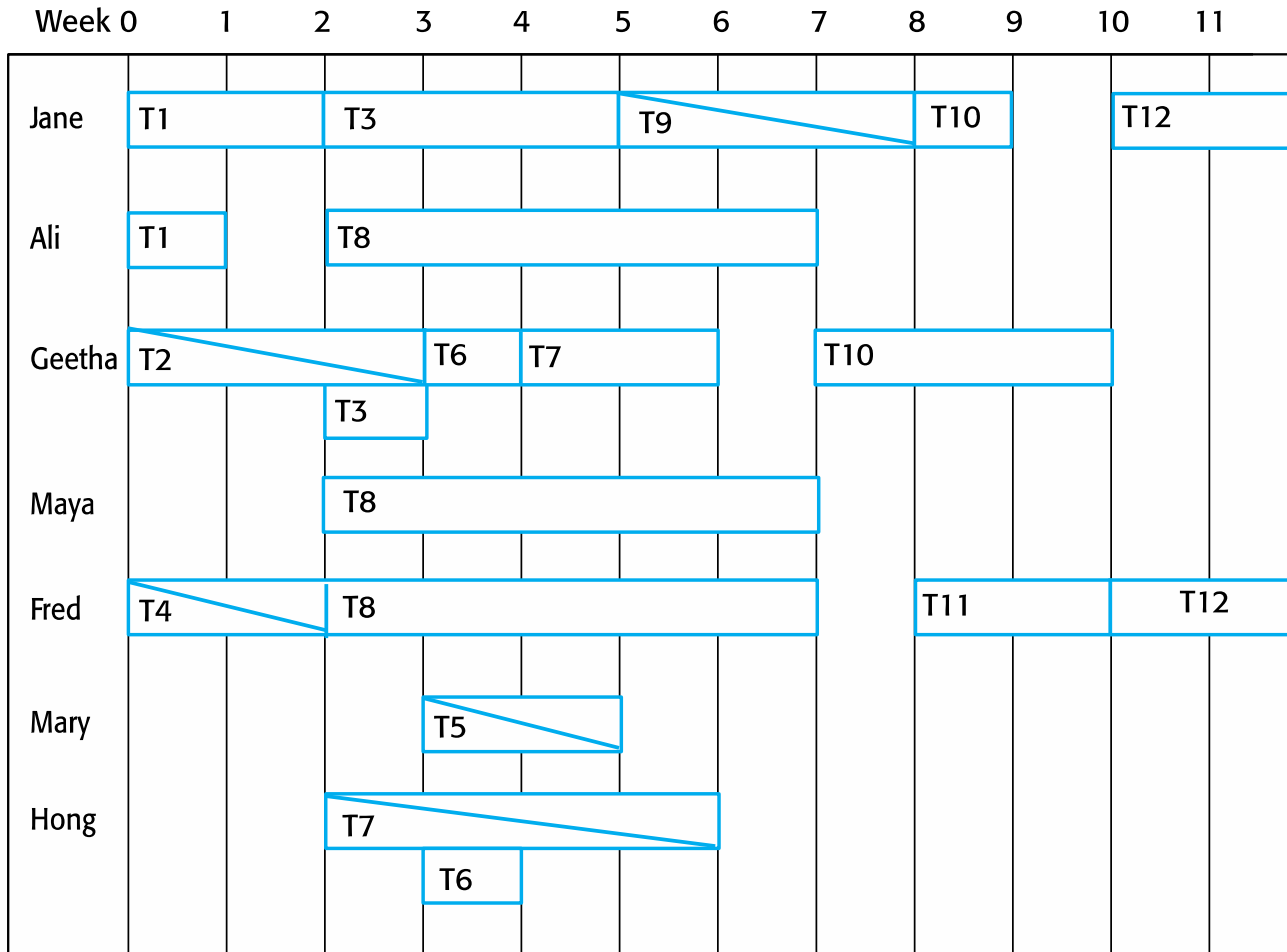 Week 0 1 2 3 4 5 6 7 8 9 10 11
Jane T1 T3 T9 T10 T12
Ali T1 T8
Geetha T2 T6 T7 T10
T3
Maya T8
Fred T4 T8 T11 T12
Mary T5
Hong T7
T6